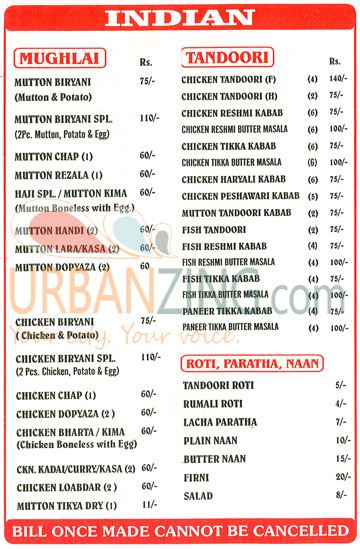 INDIAN
MUGHLAI Rs.
MUTTON BIRYANI 75/-
(Mutton & Potato)
MUTTON BIRYANI SPL. 110/-
(2Pc. Mutton, Potato & Egg)
MUTTON CHAP (1) 60/-
MUTTON REZALA (1) 60/-
HAJI SPL. / MUTTON KIMA 60/-
(Mutton Boneless with Egg.)
MUTTON HANDI (2) 60/-
MUTTON LARA/KASA (2) 60/-
MUTTON DOPYAZA (2) 60
CHICKEN BIRYANI 75/-
( Chicken & Potato)
CHICKEN BIRYANI SPL. 110/-
(2 Pcs. Chicken, Potato & Egg)
CHICKEN CHAP (1) 60/-
CHICKEN DOPYAZA (2 ) 60/-
CHICKEN BHARTA / KIMA 60/-
(Chicken Boneless with Egg)
CKN. KADAI/CURRY/KASA (2) 60/-
CHICKEN LOABDAR (2 ) 60/-
MUTTON TIKYA DRY (1) 11/-
TANDOORI Rs.
CHICKEN TANDOORI (F) (4) 140/-
CHICKEN TANDOORI (H) (2) 75/-
CHICKEN RESHMI KABAB (6) 75/-
CHICKEN RESHMI BUTTER MASALA (6) 100/-
CHICKEN TIKKA KABAB (6) 75/-
CHICKEN TIKKA BUTTER MASALA (6) 100/-
CHICKEN HARYALI KABAB (6) 75/-
CHICKEN PESHAWARI KABAB (5) 75/-
MUTTON TANDOORI KABAB (2) 75/-
FISH TANDOORI (2) 75/-
FISH RESHMI KABAB (4) 75/-
FISH RESHMI BUTTER MASALA (4) 100/-
FISH TIKKA KABAB (4) 75/-
FISH TIKKA BUTTER MASALA (4) 100/-
PANEER TIKKA KABAB (4) 75/-
PANEER TIKKA BUTTER MASALA (4) 100/-
ROTI, PARATHA, NAAN
TANDOORI ROTI 5/-
RUMALI ROTI 4/-
LACHA PARATHA 7/-
PLAIN NAAN 10/-
BUTTER NAAN 15/-
FIRNI 20/-
SALAD 8/-
BILL ONCE MADE CANNOT BE CANCELLED
URBANZING.com
Your city. Your voice.